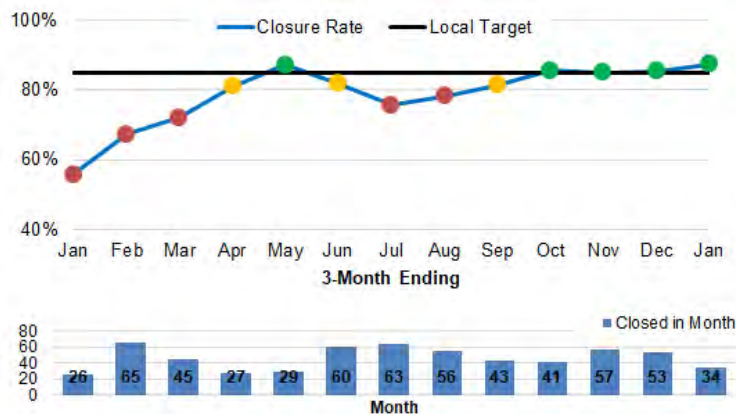 100%
Closure Rate Local Target
80%
60%
40%
Jan Feb Mar Apr May Jun Jul Aug Sep Oct Nov Dec Jan
3-Month Ending
80
Closed in Month
60
40
20
26 65 45 27 29 60 63 56 43 41 57 53 34
0
Month